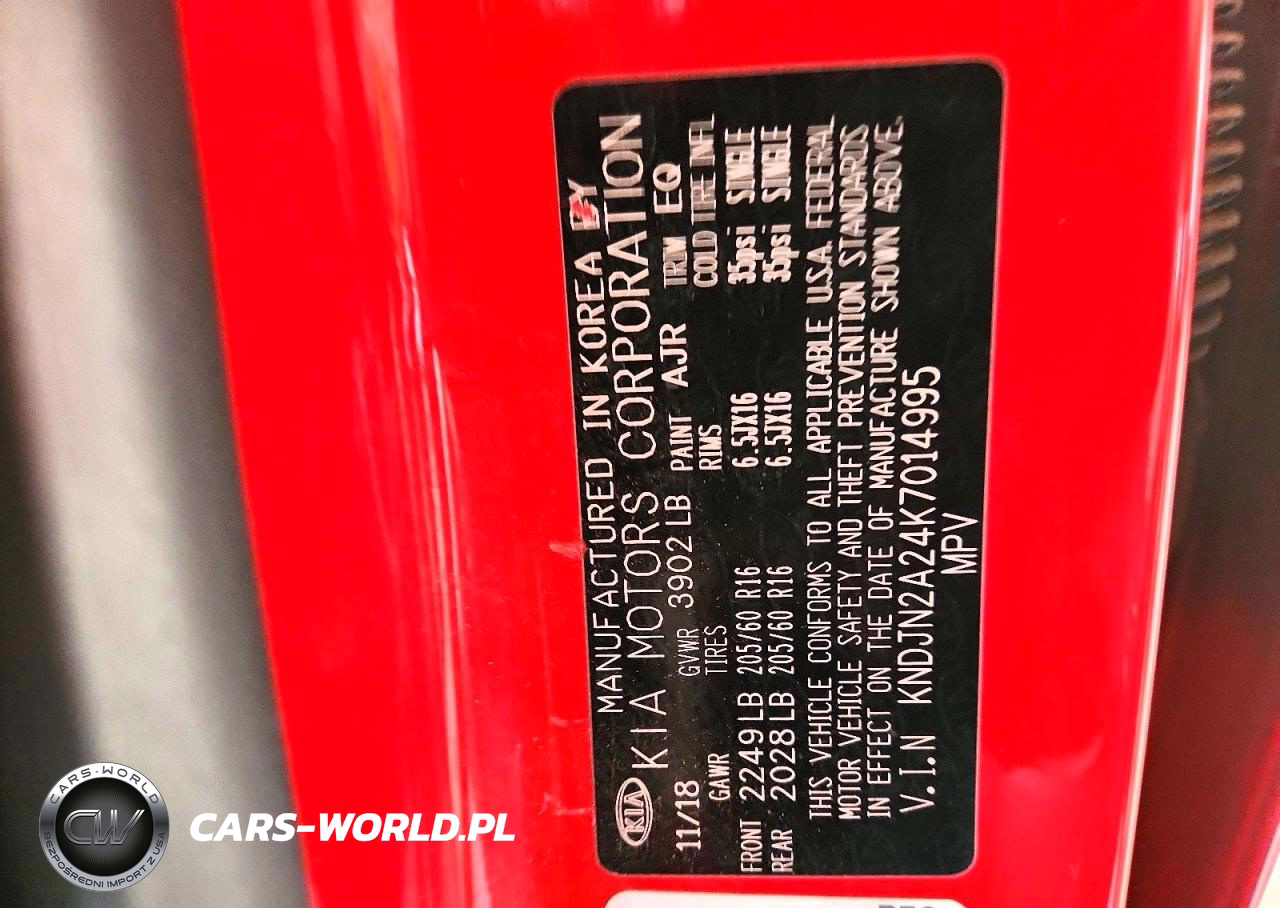 MANUFACTURED IN KOREA BY
KIA KIA MOTORS CORPORATION
11/18 GVWR 3902LB PAINT AJR TRIM EQ
GAWR TIRES RIMS COLD TIRE INFL
FRONT 2249LB 205/60 R16 6.5JX16 35psi SINGLE
REAR 2028LB 205/60 R16 6.5JX16 35psi SINGLE
THIS VEHICLE CONFORMS TO ALL APPLICABLE U.S.A. FEDERAL
MOTOR VEHICLE SAFETY AND THEFT PREVENTION STANDARDS
IN EFFECT ON THE DATE OF MANUFACTURE SHOWN ABOVE.
V.I.N KNDJN2A24K7014995
MPV
CARS-WORLD
CW
BEZPOŚREDNI IMPORT Z USA
CARS-WORLD.PL